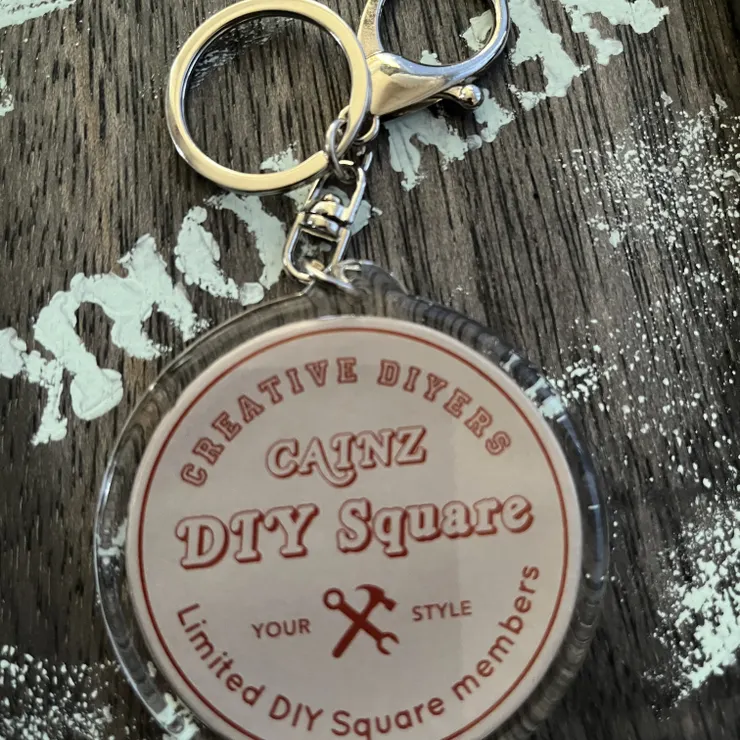 CREATIVE DIYERS
CAINZ
DIY Square
YOUR STYLE
Limited DIY Square members